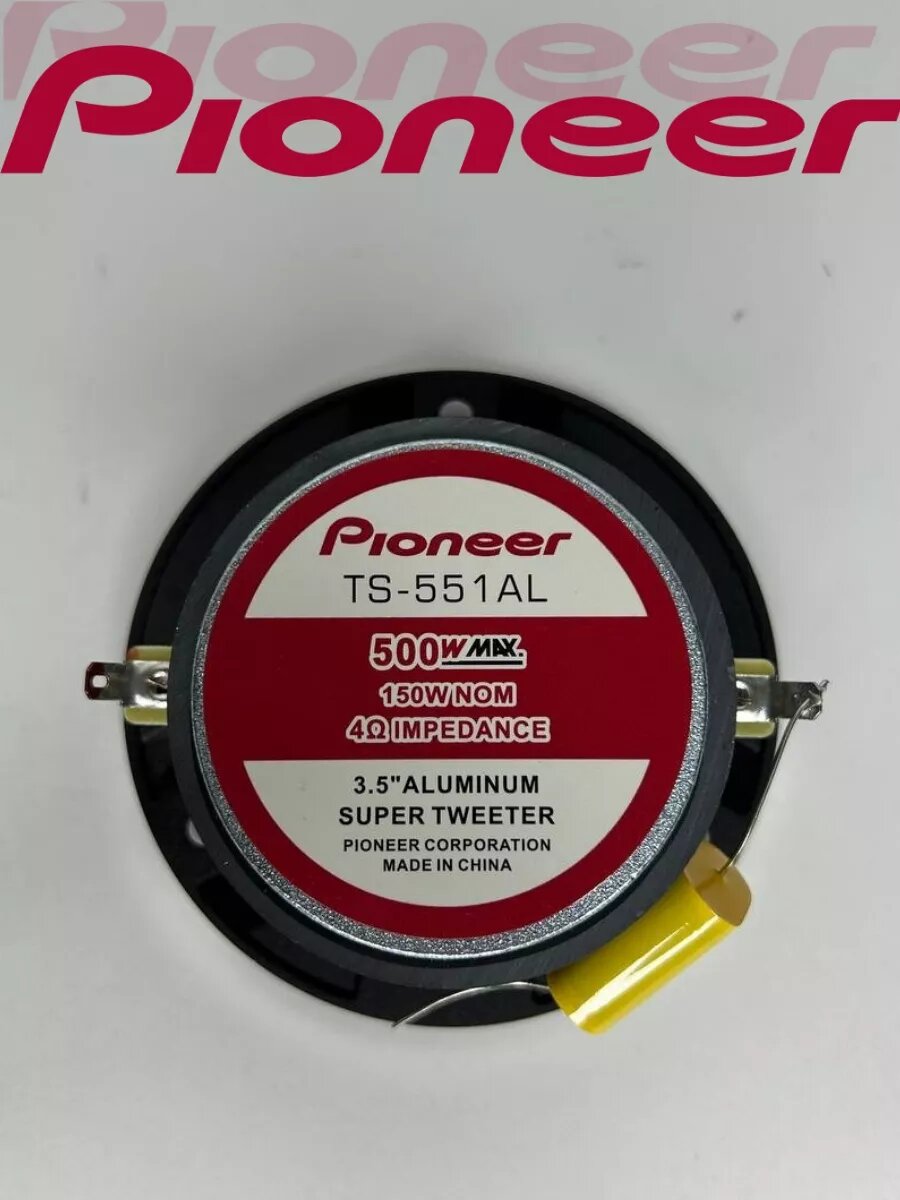 Pioneer
Pioneer
Pioneer
TS-551AL
500W MAX.
150W NOM
4Ω IMPEDANCE
3.5" ALUMINUM
SUPER TWEETER
PIONEER CORPORATION
MADE IN CHINA